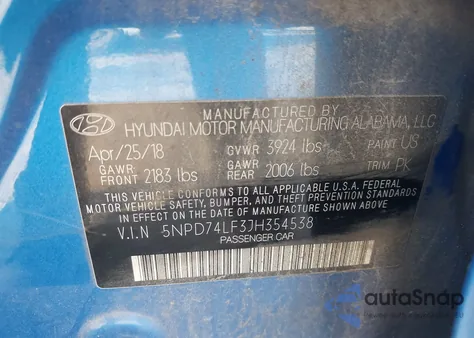 MANUFACTURED BY
HYUNDAI MOTOR MANUFACTURING ALABAMA, LLC
Apr/25/18 GVWR 3924 lbs PAINT US
GAWR FRONT 2183 lbs GAWR REAR 2006 lbs TRIM PK
THIS VEHICLE CONFORMS TO ALL APPLICABLE U.S.A. FEDERAL
MOTOR VEHICLE SAFETY, BUMPER, AND THEFT PREVENTION
STANDARDS IN EFFECT ON THE DATE OF MANUFACTURE SHOWN ABOVE.
V.I.N 5NPD74LF3JH354538
PASSENGER CAR
autoSnap